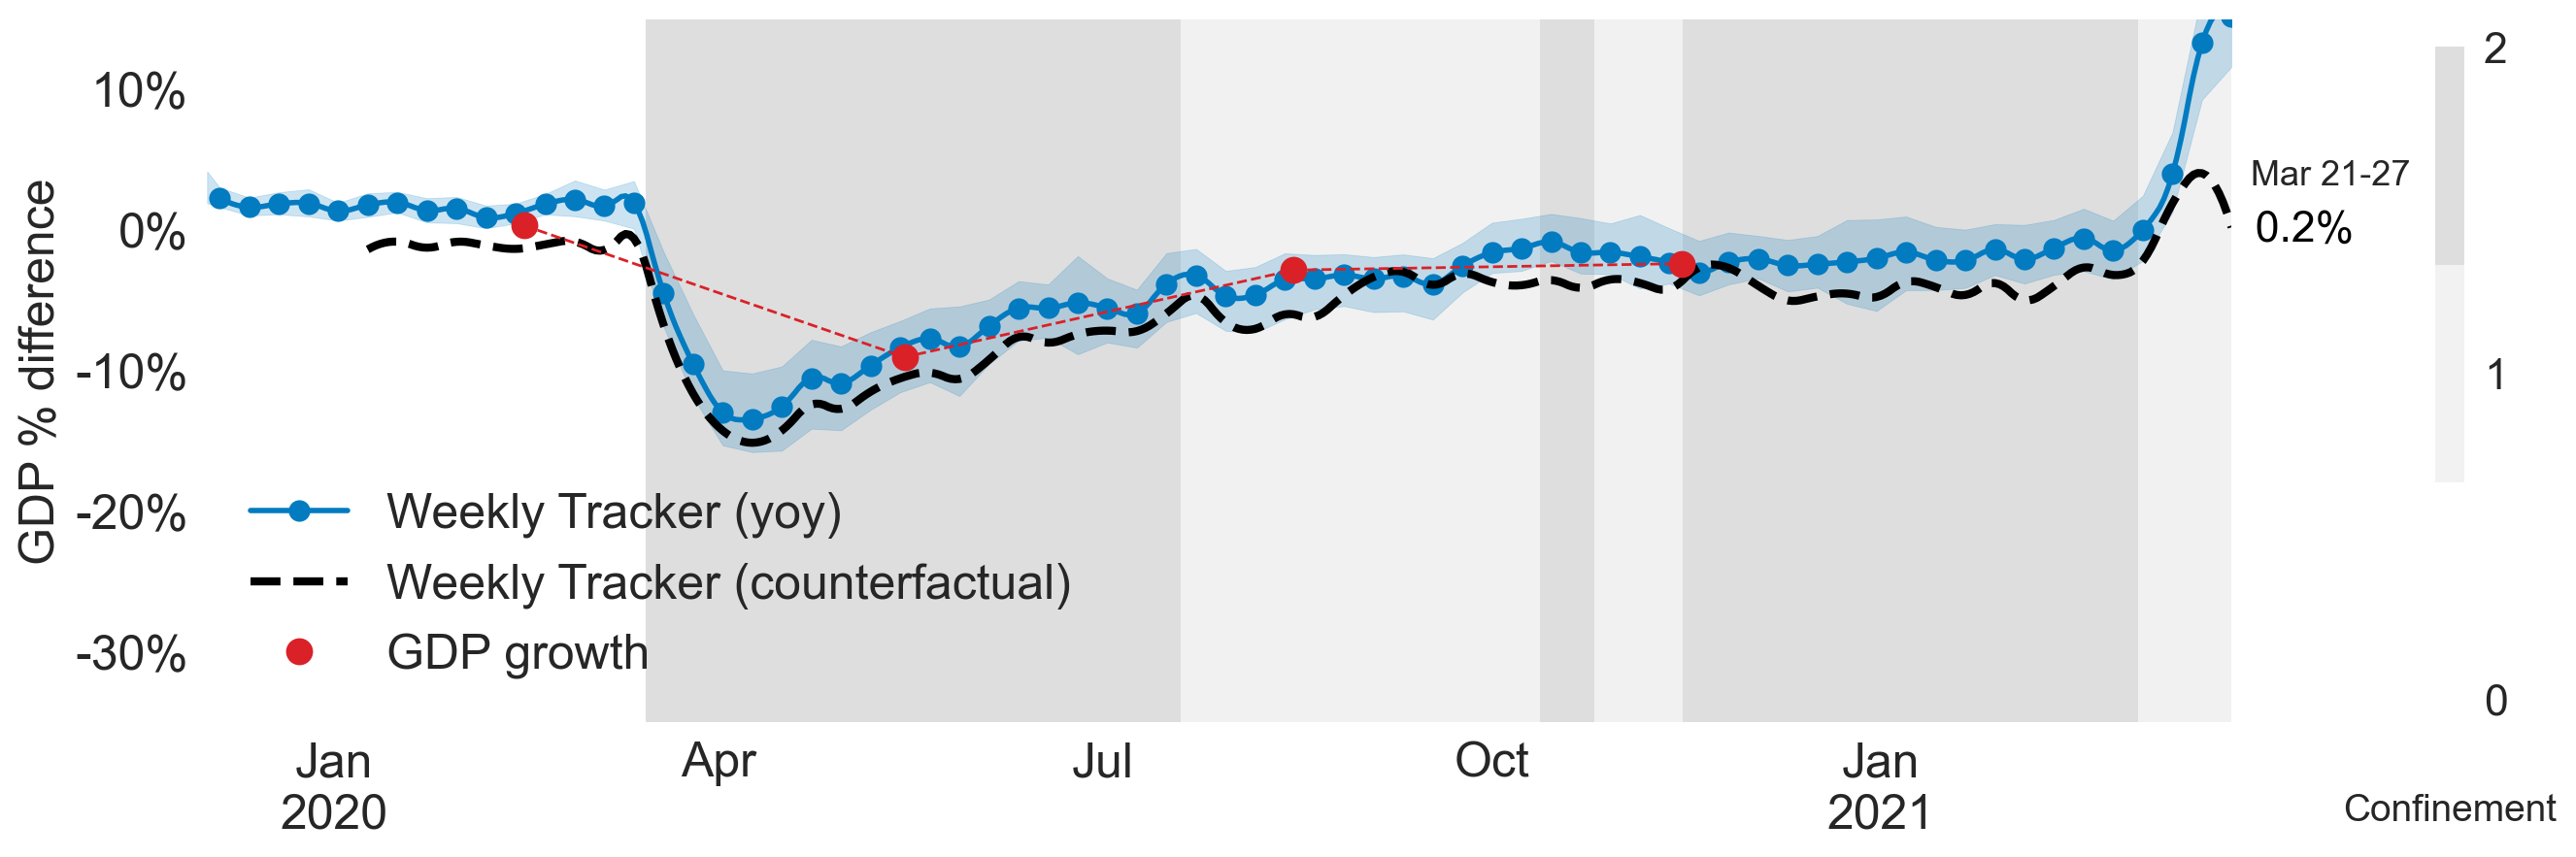 GDP % difference
10%
0%
-10%
-20%
-30%
Weekly Tracker (yoy)
Weekly Tracker (counterfactual)
GDP growth
Jan
2020
Apr
Jul
Oct
Jan
2021
Mar 21-27
0.2%
2
1
0
Confinement